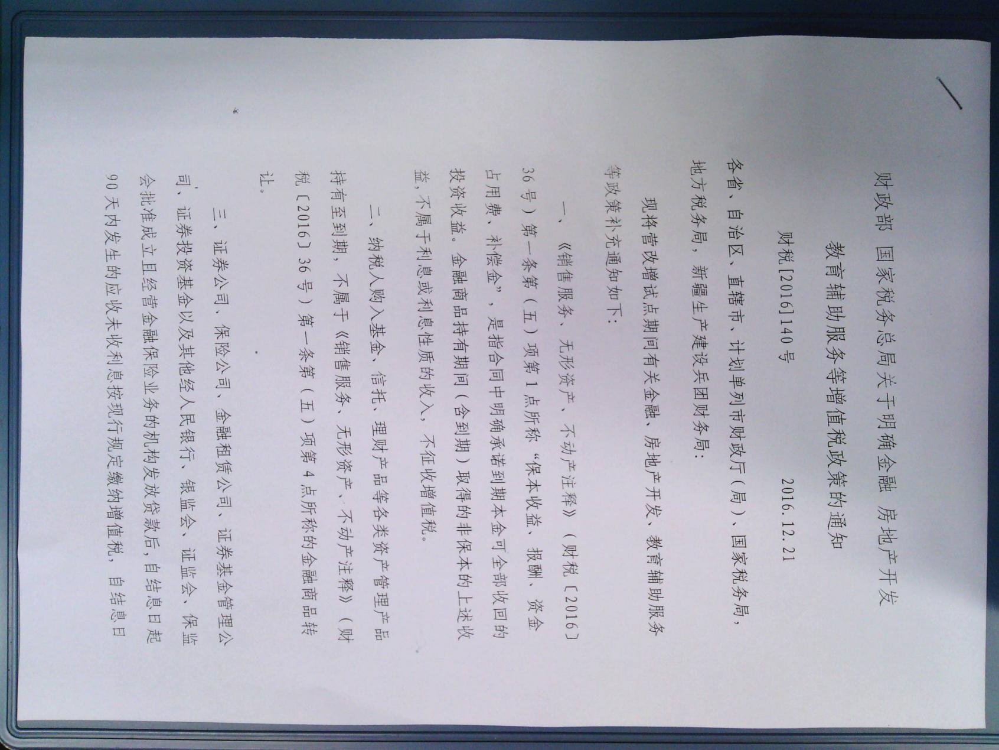 财政部 国家税务总局关于明确金融 房地产开发
教育辅助服务等增值税政策的通知
财税[2016]140号 2016.12.21
各省、自治区、直辖市、计划单列市财政厅（局）、国家税务局，
地方税务局，新疆生产建设兵团财务局：
现将营改增试点期间有关金融、房地产开发、教育辅助服务
等政策补充通知如下：
一、《销售服务、无形资产、不动产注释》（财税〔2016〕
36号）第一条第（五）项第1点所称“保本收益、报酬、资金
占用费、补偿金”，是指合同中明确承诺到期本金可全部收回的
投资收益。金融商品持有期间（含到期）取得的非保本的上述收
益，不属于利息或利息性质的收入，不征收增值税。
二、纳税人购入基金、信托、理财产品等各类资产管理产品
持有至到期，不属于《销售服务、无形资产、不动产注释》（财
税〔2016〕36号）第一条第（五）项第4点所称的金融商品转
让。
三、证券公司、保险公司、金融租赁公司、证券基金管理公
司、证券投资基金以及其他经人民银行、银监会、证监会、保监
会批准成立且经营金融保险业务的机构发放贷款后，自结息日起
90天内发生的应收未收利息按现行规定缴纳增值税，自结息日